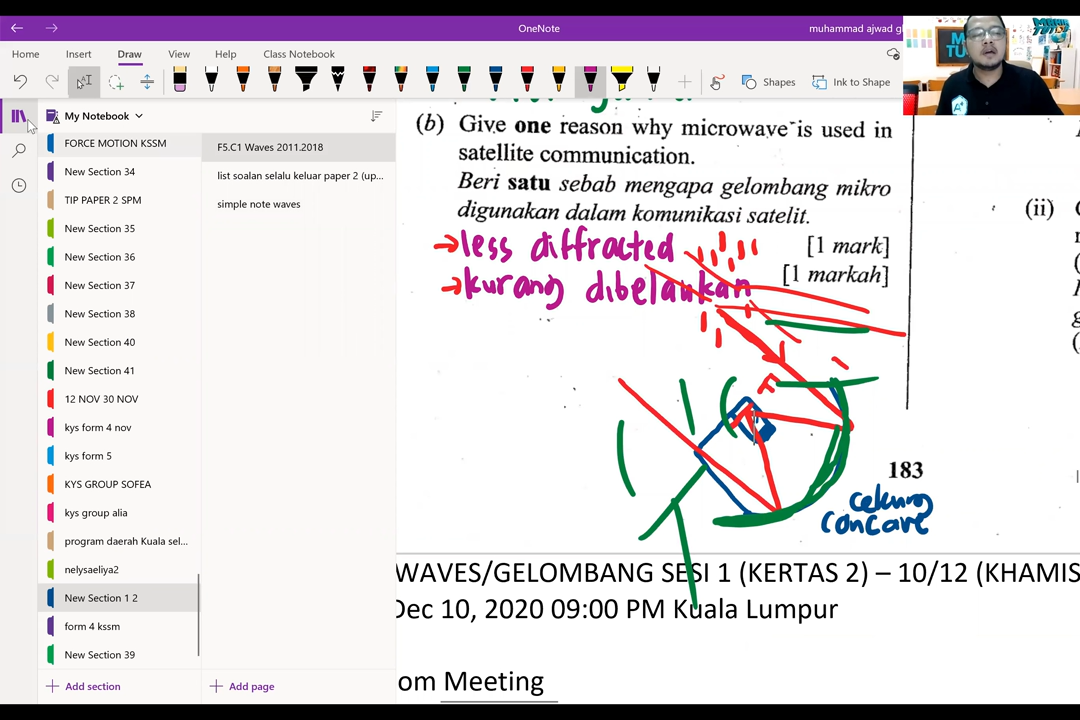 OneNote
muhammad ajwad g
Home
Insert
Draw
View
Help
Class Notebook
Shapes
Ink to Shape
My Notebook
FORCE MOTION KSSM
New Section 34
TIP PAPER 2 SPM
New Section 35
New Section 36
New Section 37
New Section 38
New Section 40
New Section 41
12 NOV 30 NOV
kys form 4 nov
kys form 5
KYS GROUP SOFEA
kys group alia
program daerah Kuala sel...
nelysaeliya2
New Section 1 2
form 4 kssm
New Section 39
Add section
F5.C1 Waves 2011.2018
list soalan selalu keluar paper 2 (up...
simple note waves
Add page
(b) Give one reason why microwave is used in
satellite communication.
Beri satu sebab mengapa gelombang mikro
digunakan dalam komunikasi satelit.
[1 mark]
[1 markah]
→less diffracted
→kurang dibelaukan
F
183
cekung
concave
(ii)
WAVES/GELOMBANG SESI 1 (KERTAS 2) – 10/12 (KHAMIS
Dec 10, 2020 09:00 PM Kuala Lumpur
om Meeting